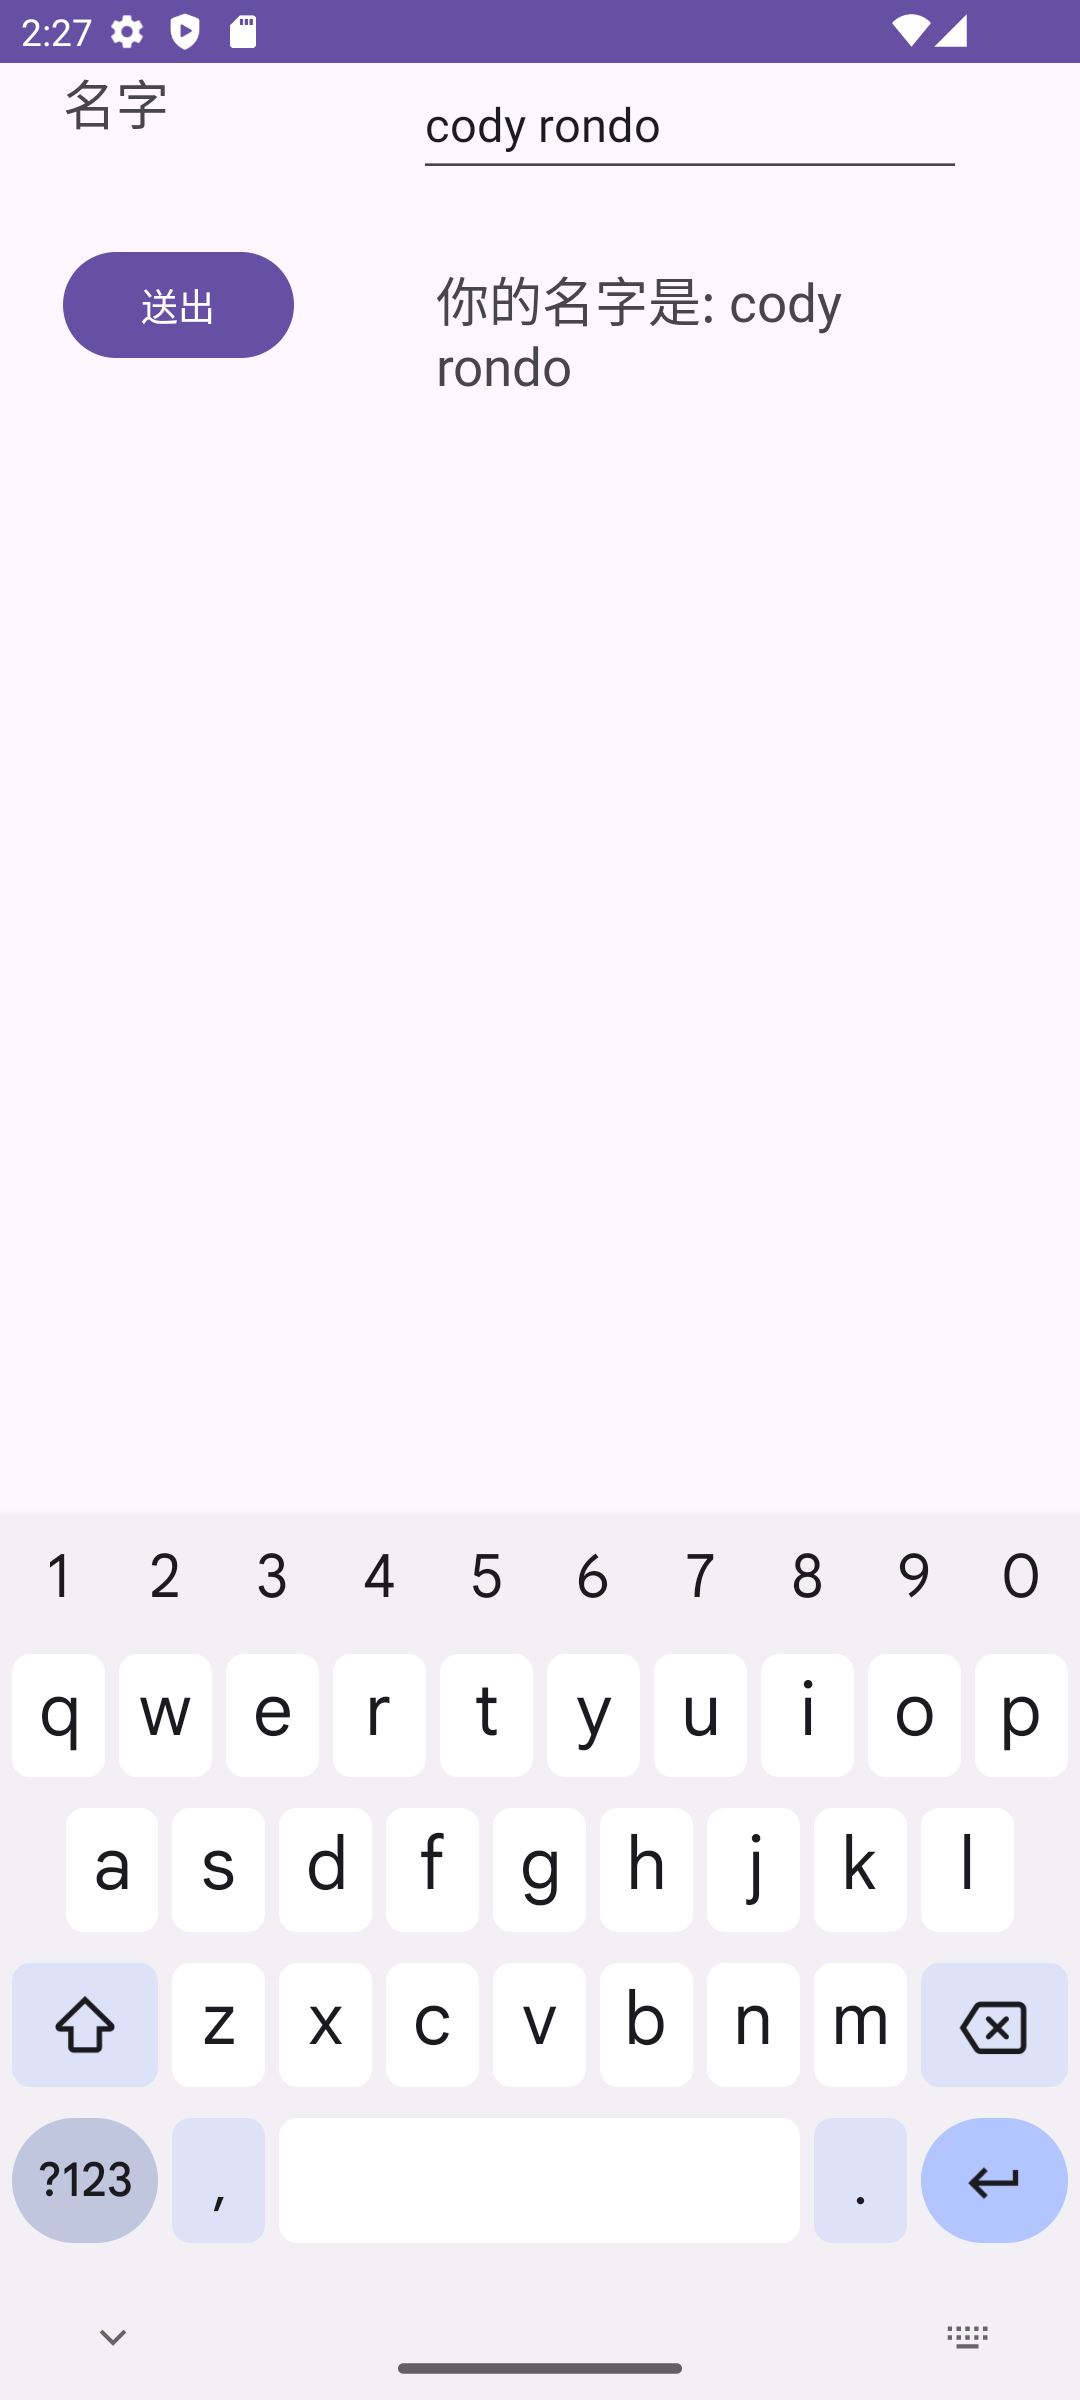 2:27
名字
cody rondo
送出
你的名字是: cody
rondo
1 2 3 4 5 6 7 8 9 0
q w e r t y u i o p
a s d f g h j k l
z x c v b n m
?123 , .